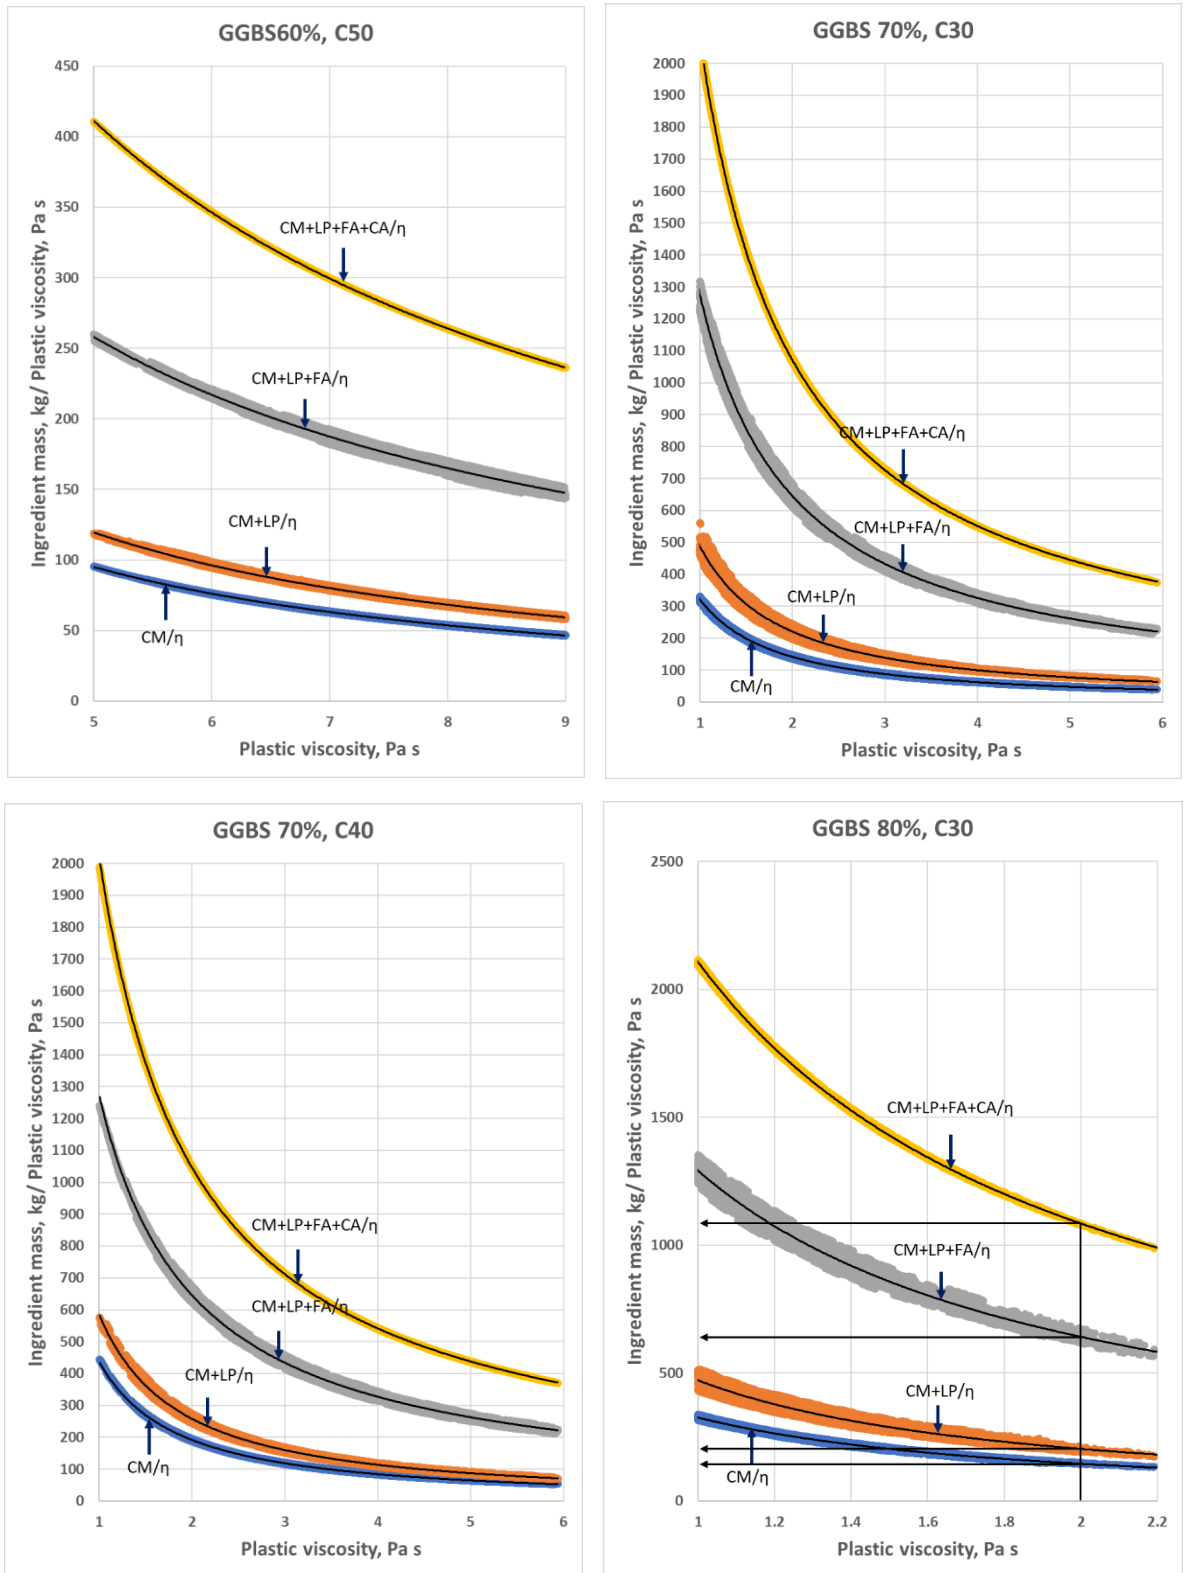 GGBS60%, C50
Ingredient mass, kg/ Plastic viscosity, Pa s
450
400
350
300
250
200
150
100
50
0
CM+LP+FA+CA/η
CM+LP+FA/η
CM+LP/η
CM/η
5 6 7 8 9
Plastic viscosity, Pa s
GGBS 70%, C30
Ingredient mass, kg/ Plastic viscosity, Pa s
2000
1900
1800
1700
1600
1500
1400
1300
1200
1100
1000
900
800
700
600
500
400
300
200
100
0
CM+LP+FA+CA/η
CM+LP+FA/η
CM+LP/η
CM/η
1 2 3 4 5 6
Plastic viscosity, Pa s
GGBS 70%, C40
Ingredient mass, kg/ Plastic viscosity, Pa s
2000
1900
1800
1700
1600
1500
1400
1300
1200
1100
1000
900
800
700
600
500
400
300
200
100
0
CM+LP+FA+CA/η
CM+LP+FA/η
CM+LP/η
CM/η
1 2 3 4 5 6
Plastic viscosity, Pa s
GGBS 80%, C30
Ingredient mass, kg/ Plastic viscosity, Pa s
2500
2000
1500
1000
500
0
CM+LP+FA+CA/η
CM+LP+FA/η
CM+LP/η
CM/η
1 1.2 1.4 1.6 1.8 2 2.2
Plastic viscosity, Pa s